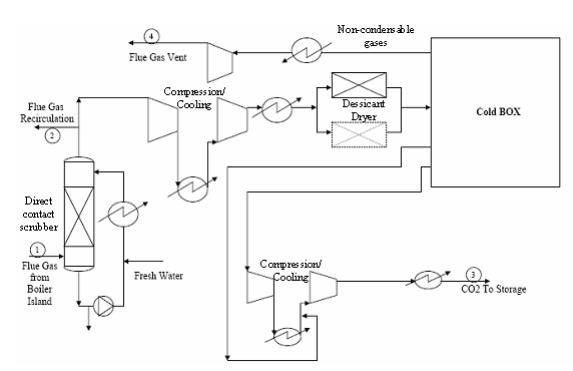 4
Flue Gas Vent
Non-condensable
gases
Compression/
Cooling
Flue Gas
Recirculation
2
Dessicant
Dryer
Cold BOX
Direct
contact
scrubber
1
Flue Gas
from
Boiler
Island
Fresh Water
Compression/
Cooling
3
CO2 To Storage